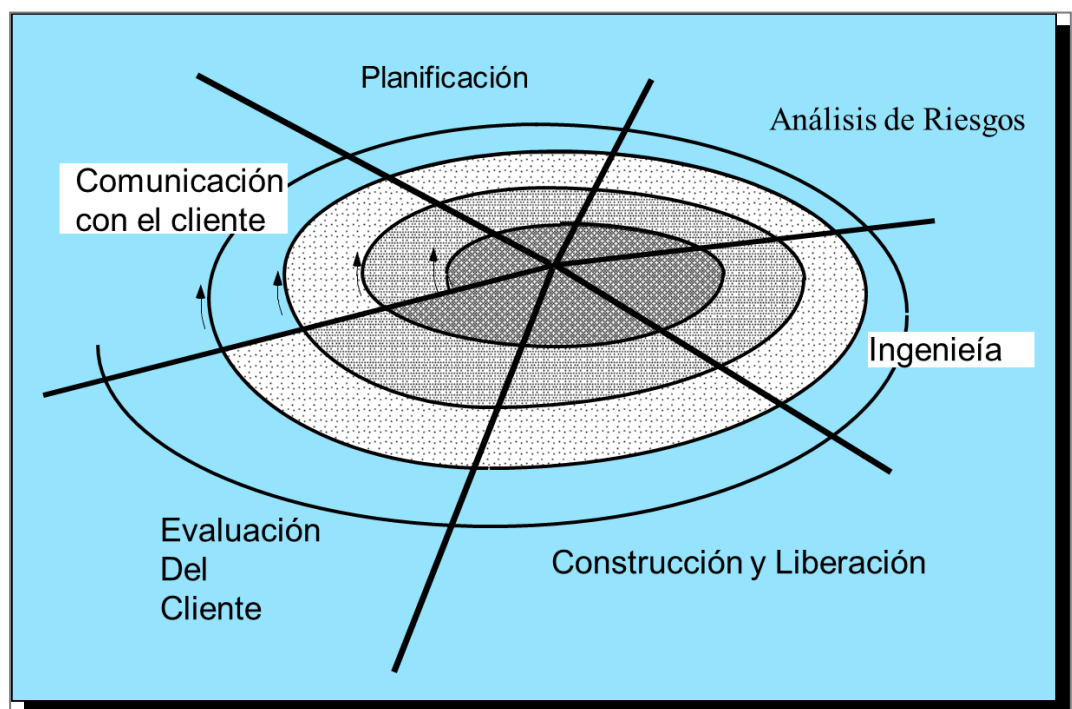 Planificación
Análisis de Riesgos
Comunicación
con el cliente
Ingenieía
Evaluación
Del
Cliente
Construcción y Liberación